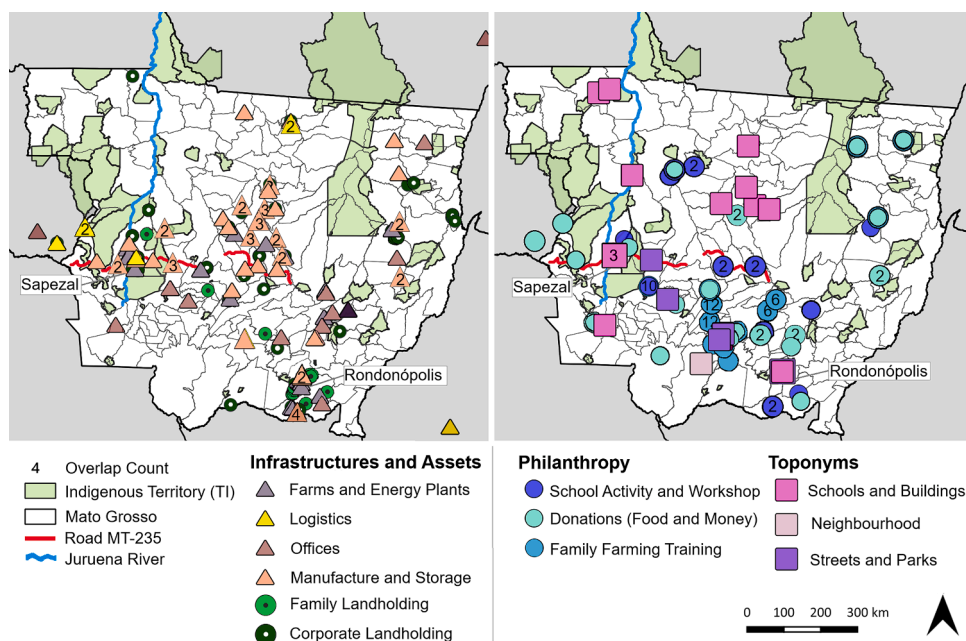 2
2
2
2
3
2
3
2
2
2
3
2
2
4
Sapezal
Rondonópolis
3
2
2
2
10
2
12
6
12
6
2
2
2
Sapezal
Rondonópolis
4 Overlap Count
Indigenous Territory (TI)
Mato Grosso
Road MT-235
Juruena River
Infrastructures and Assets
Farms and Energy Plants
Logistics
Offices
Manufacture and Storage
Family Landholding
Corporate Landholding
Philanthropy
School Activity and Workshop
Donations (Food and Money)
Family Farming Training
Toponyms
Schools and Buildings
Neighbourhood
Streets and Parks
0 100 200 300 km